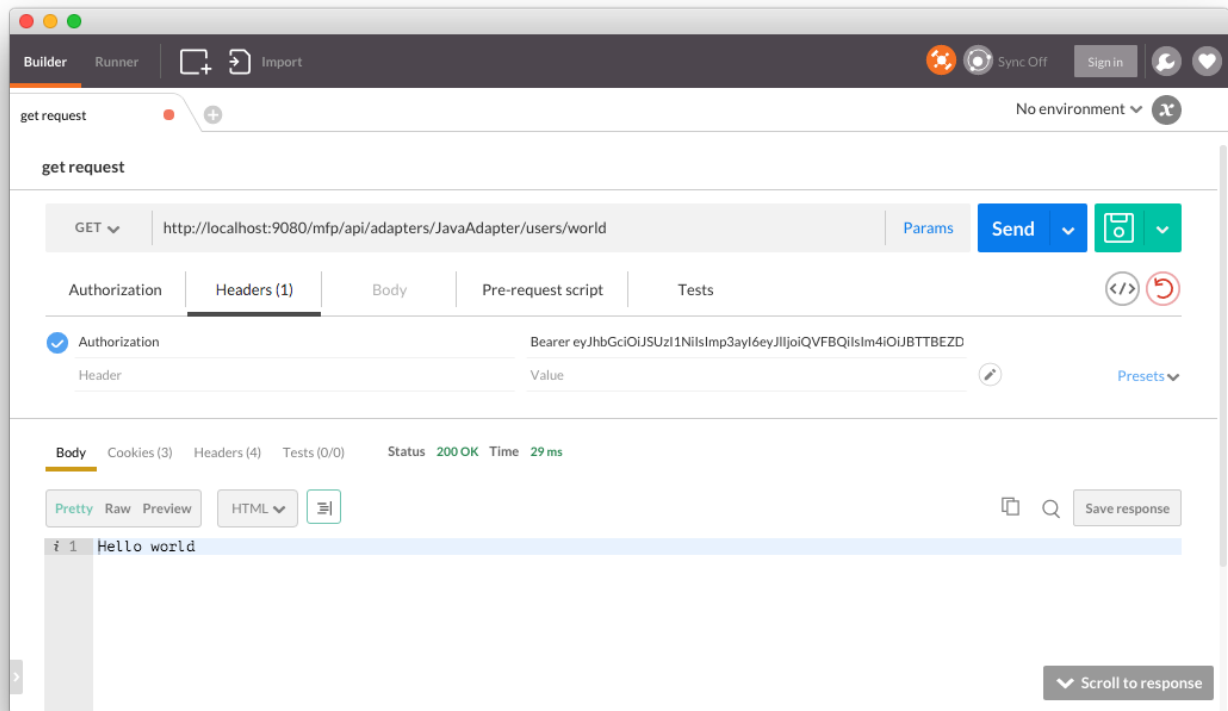 Builder Runner Import Sync Off Sign in
get request No environment x
get request
GET http://localhost:9080/mfp/api/adapters/JavaAdapter/users/world Params Send
Authorization Headers (1) Body Pre-request script Tests </>
Authorization Bearer eyJhbGciOiJSUzI1NiIsImp3ayI6eyJlIjoiQVFBQiIsIm4iOiJBTTBEZD
Header Value Presets
Body Cookies (3) Headers (4) Tests (0/0) Status 200 OK Time 29 ms
Pretty Raw Preview HTML Save response
i 1 Hello world
Scroll to response